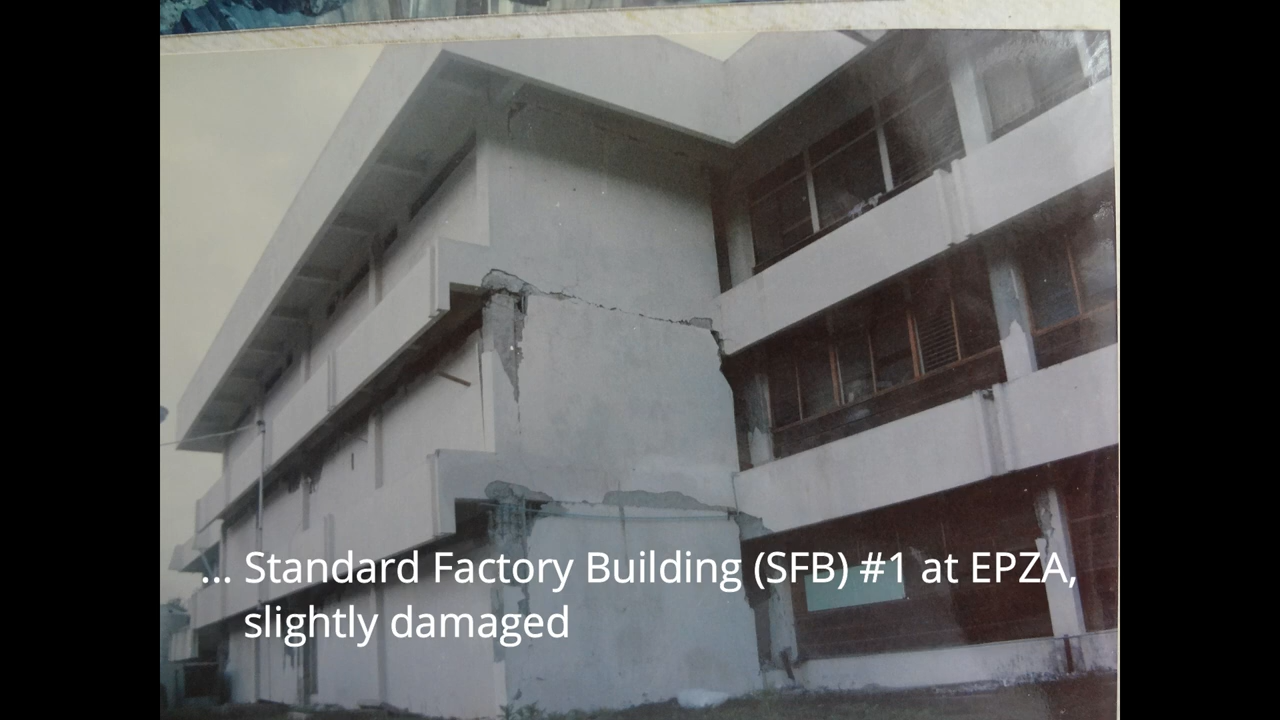 ... Standard Factory Building (SFB) #1 at EPZA,
slightly damaged